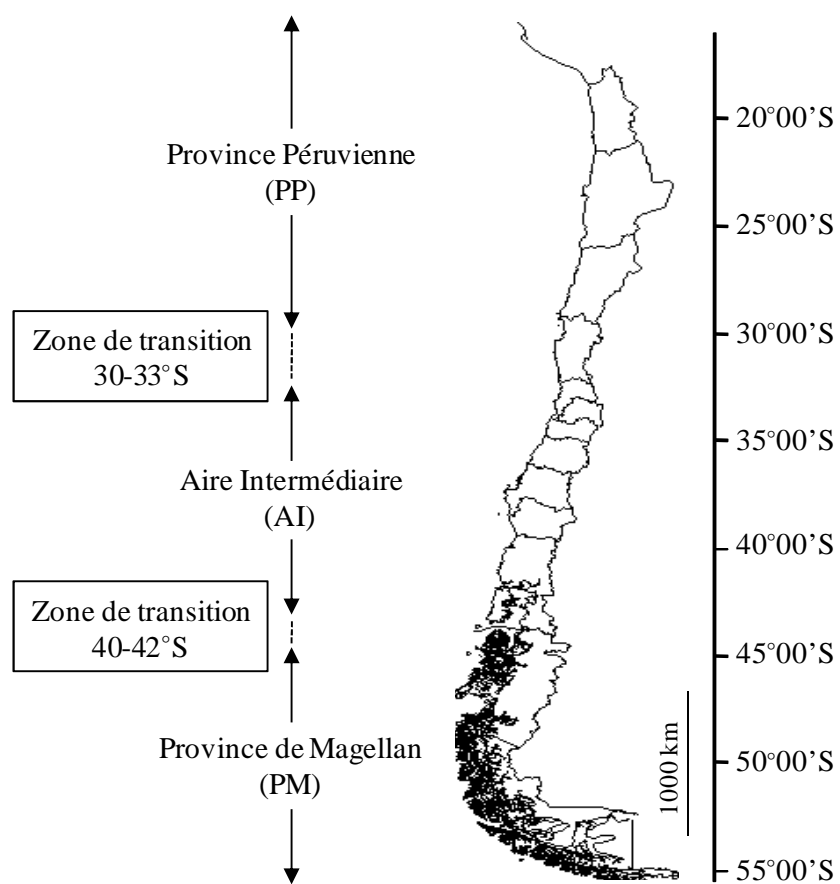 Province Péruvienne
(PP)
Zone de transition
30-33°S
Aire Intermédiaire
(AI)
Zone de transition
40-42°S
Province de Magellan
(PM)
20°00’S
25°00’S
30°00’S
35°00’S
40°00’S
45°00’S
50°00’S
55°00’S
1000 km